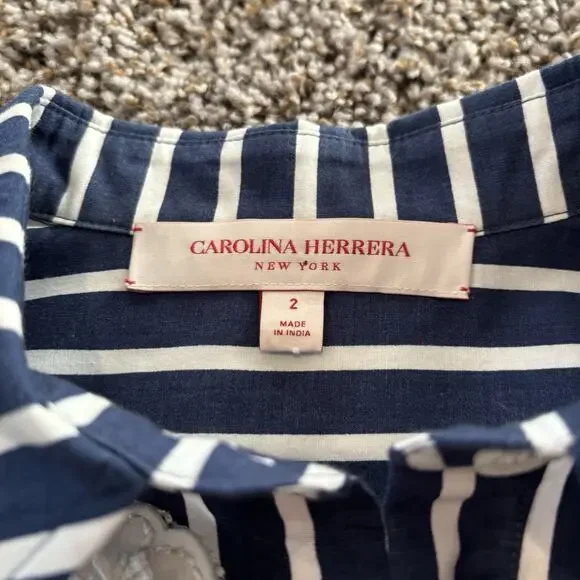 CAROLINA HERRERA
NEW YORK
2
MADE
IN INDIA